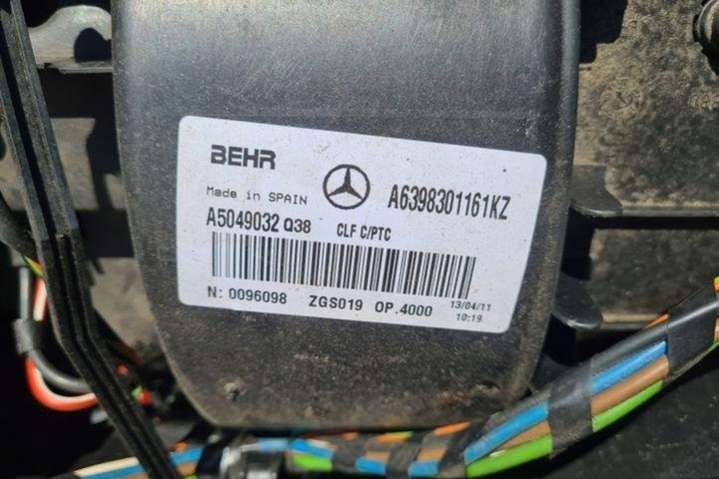 BEHR
Made in SPAIN
A6398301161KZ
A5049032 Q38 CLF C/PTC
N: 0096098 ZGS019 OP.4000 13/04/11
10:19